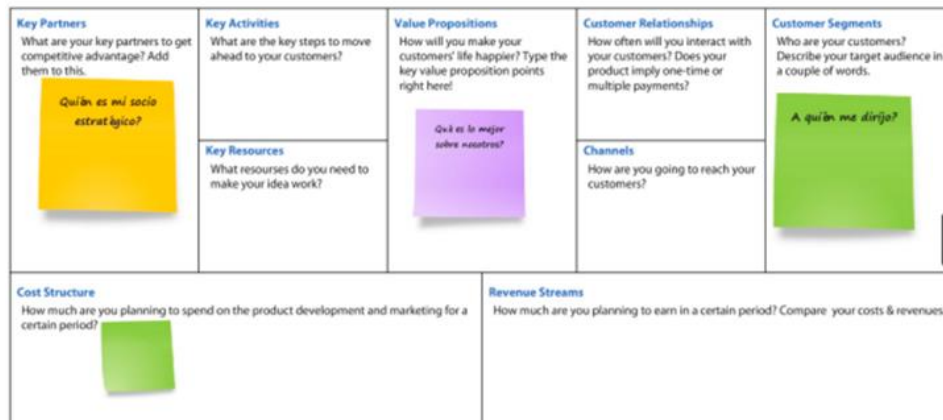 Key Partners
What are your key partners to get
competitive advantage? Add
them to this.
Quièn es mi socio
estratègico?
Key Activities
What are the key steps to move
ahead to your customers?
Key Resources
What resourses do you need to
make your idea work?
Value Propositions
How will you make your
customers' life happier? Type the
key value proposition points
right here!
Què es lo mejor
sobre nosotros?
Customer Relationships
How often will you interact with
your customers? Does your
product imply one-time or
multiple payments?
Channels
How are you going to reach your
customers?
Customer Segments
Who are your customers?
Describe your target audience in
a couple of words.
A quièn me dirijo?
Cost Structure
How much are you planning to spend on the product development and marketing for a
certain period?
Revenue Streams
How much are you planning to earn in a certain period? Compare your costs & revenues